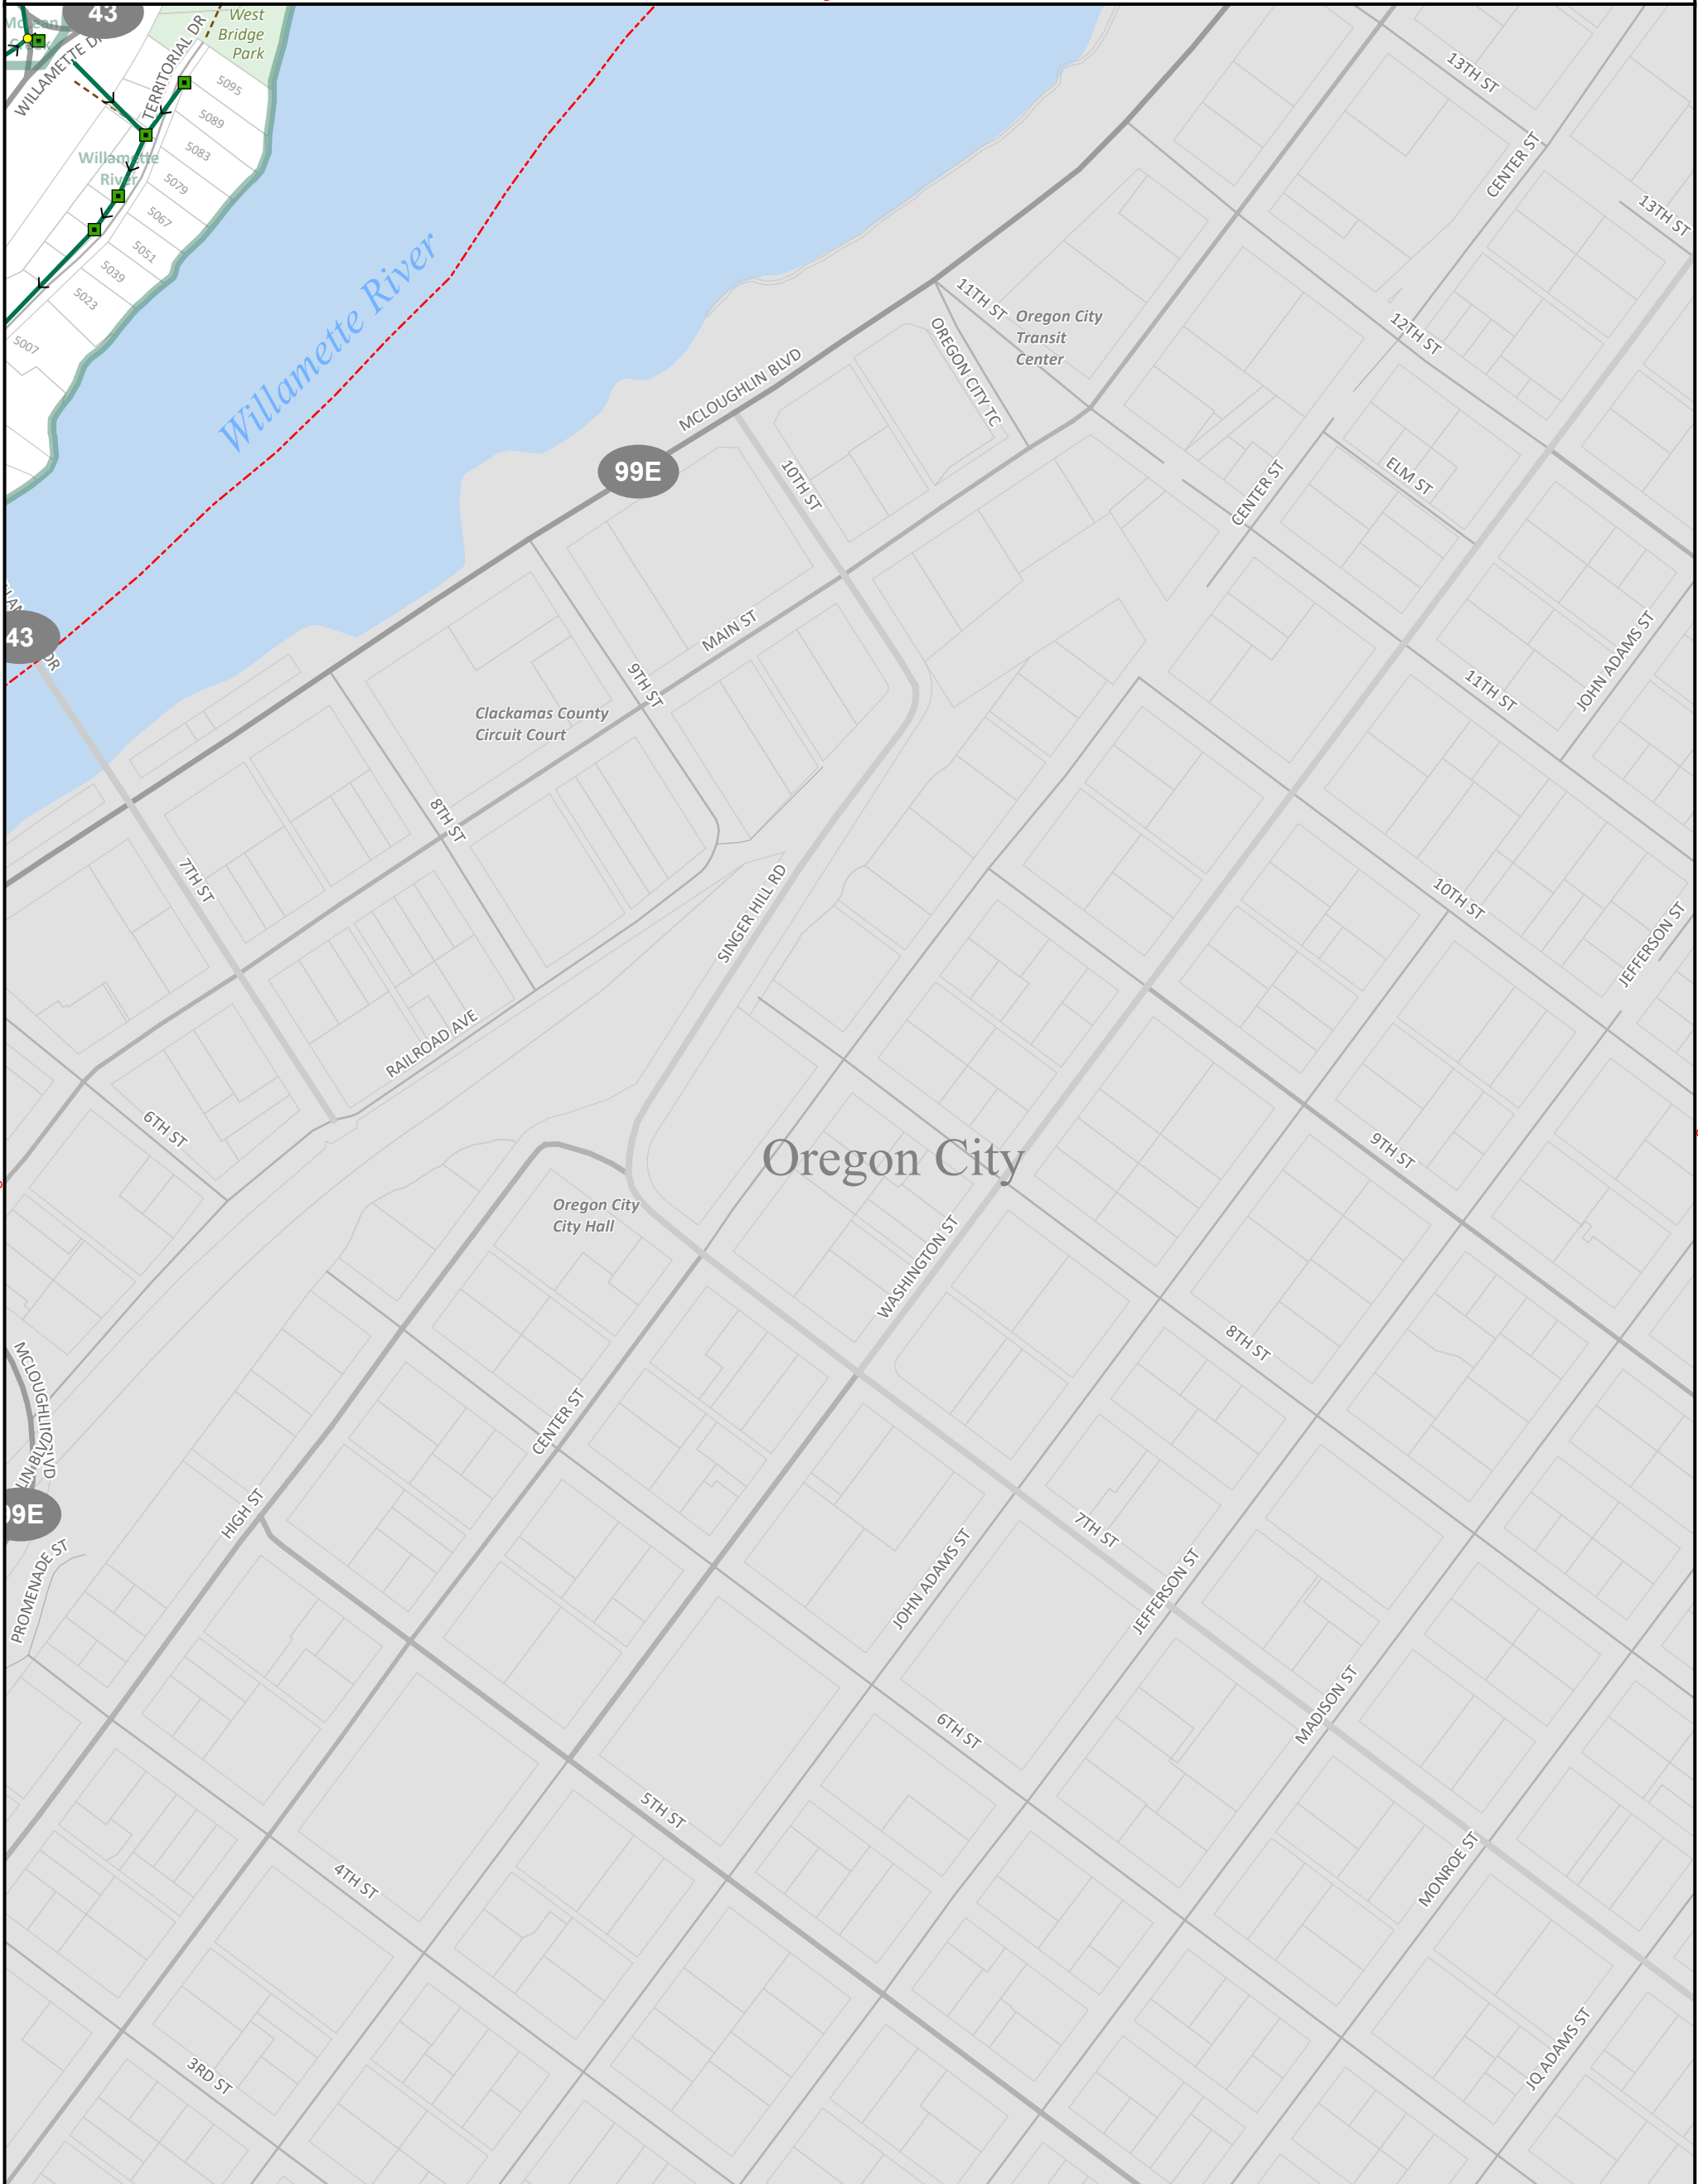 43
McLean
Creek
WILLAMETTE DR
TERRITORIAL DR
West
Bridge
Park
5095
5089
5083
5079
5067
5051
5039
5023
5007
Willamette
River
Willamette River
13TH ST
CENTER ST
13TH ST
12TH ST
11TH ST
OREGON CITY TC
Oregon City
Transit
Center
MCLOUGHLIN BLVD
99E
10TH ST
CENTER ST
ELM ST
43
DR
MAIN ST
9TH ST
JOHN ADAMS ST
11TH ST
Clackamas County
Circuit Court
8TH ST
7TH ST
SINGER HILL RD
10TH ST
JEFFERSON ST
RAILROAD AVE
6TH ST
Oregon City
9TH ST
Oregon City
City Hall
WASHINGTON ST
8TH ST
MCLOUGHLIN BLVD
LIN BLVD
CENTER ST
99E
HIGH ST
PROMENADE ST
7TH ST
JOHN ADAMS ST
JEFFERSON ST
MADISON ST
6TH ST
5TH ST
MONROE ST
4TH ST
JQ ADAMS ST
3RD ST